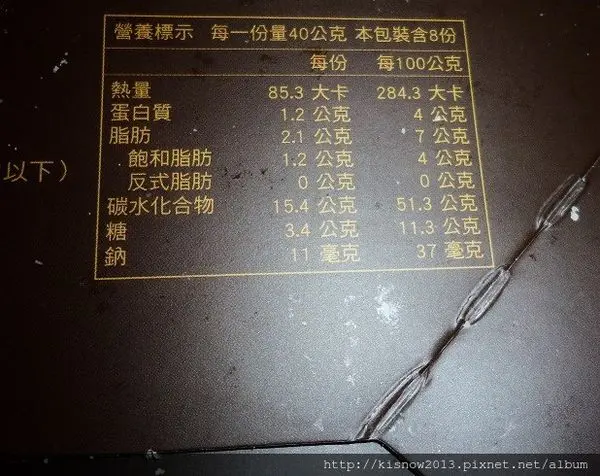 營養標示 每一份量40公克 本包裝含8份
每份 每100公克
熱量 85.3 大卡 284.3 大卡
蛋白質 1.2 公克 4 公克
脂肪 2.1 公克 7 公克
飽和脂肪 1.2 公克 4 公克
以下）
反式脂肪 0 公克 0 公克
碳水化合物 15.4 公克 51.3 公克
糖 3.4 公克 11.3 公克
鈉 11 毫克 37 毫克
http://kisnow2013.pixnet.net/album